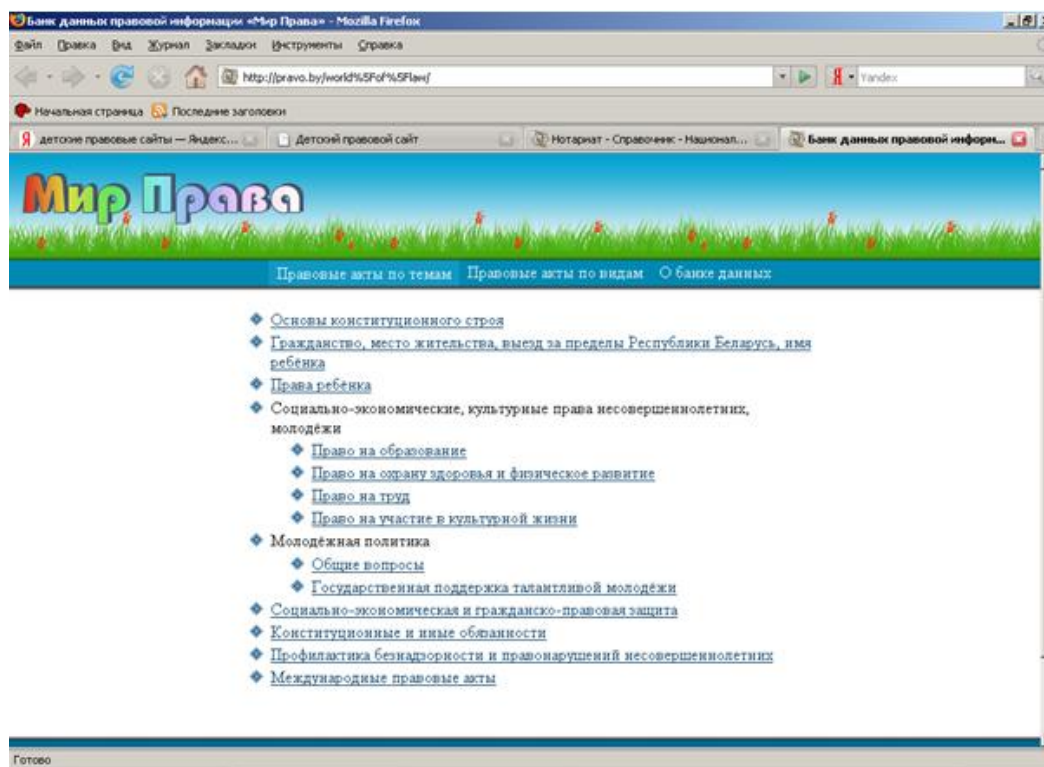 Банк данных правовой информации «Мир Права» - Mozilla Firefox
Файл Правка Вид Журнал Закладки Инструменты Справка
http://pravo.by/world%5Fof%5Flaw/ Yandex
Начальная страница Последние заголовки
детские правовые сайты — Яндекс... Детский правовой сайт Нотариат - Справочник - Национал... Банк данных правовой информ...
Мир Права
Правовые акты по темам Правовые акты по видам О банке данных
Основы конституционного строя
Гражданство, место жительства, выезд за пределы Республики Беларусь, имя
ребёнка
Права ребёнка
Социально-экономические, культурные права несовершеннолетних,
молодёжи
Право на образование
Право на охрану здоровья и физическое развитие
Право на труд
Право на участие в культурной жизни
Молодёжная политика
Общие вопросы
Государственная поддержка талантливой молодёжи
Социально-экономическая и гражданско-правовая защита
Конституционные и иные обязанности
Профилактика безнадзорности и правонарушений несовершеннолетних
Международные правовые акты
Готово